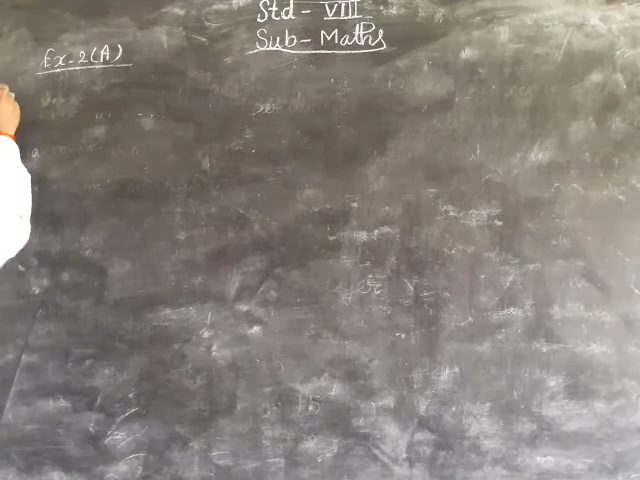 Std - VIII
Sub - Maths
Ex - 2(A)